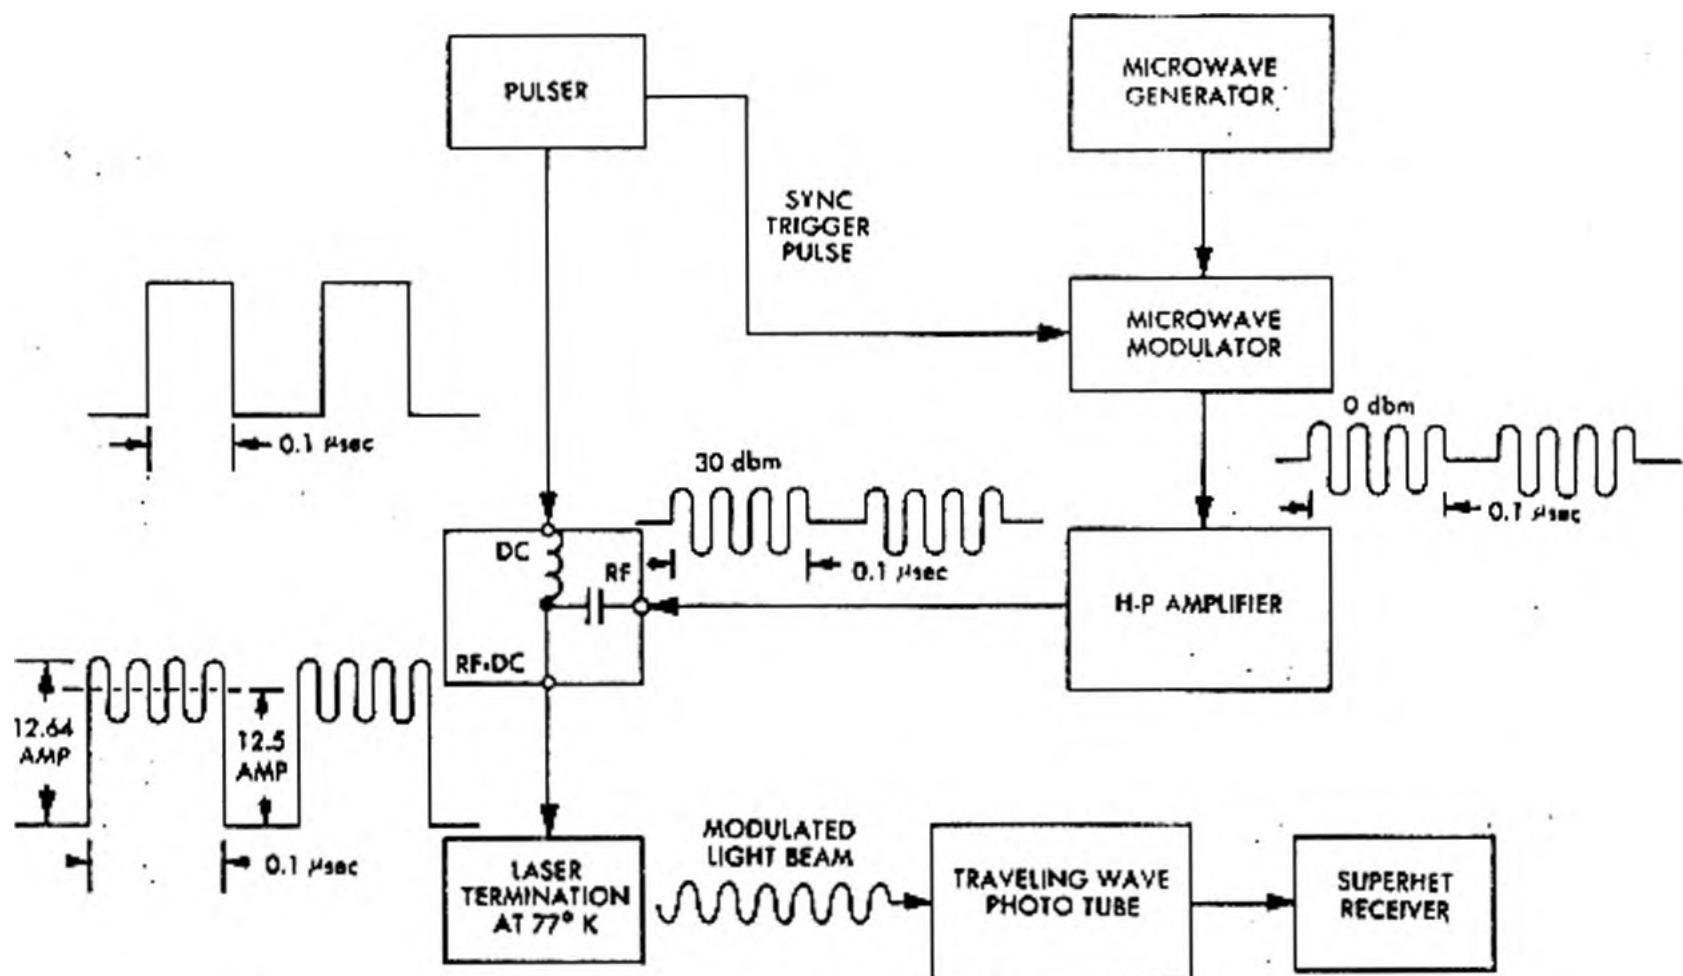 PULSER
MICROWAVE
GENERATOR
SYNC
TRIGGER
PULSE
MICROWAVE
MODULATOR
0.1 μsec
0 dbm
0.1 μsec
30 dbm
0.1 μsec
DC
RF
RF+DC
H-P AMPLIFIER
12.64
AMP
12.5
AMP
0.1 μsec
LASER
TERMINATION
AT 77° K
MODULATED
LIGHT BEAM
TRAVELING WAVE
PHOTO TUBE
SUPERHET
RECEIVER